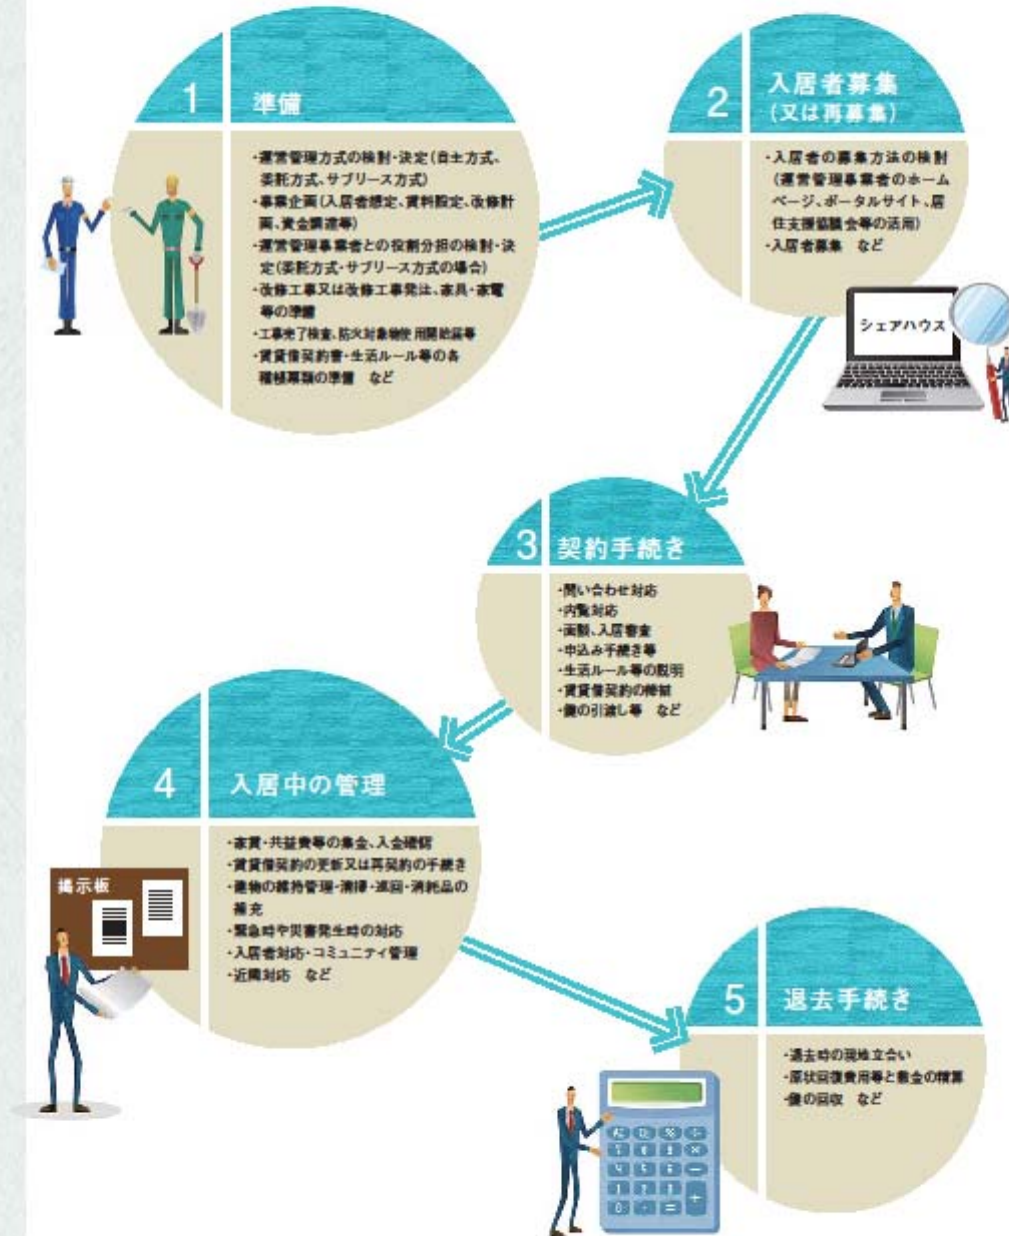 1
準備
・運営管理方式の検討・決定(自主方式、
委託方式、サブリース方式)
・事業企画(入居者想定、賃料設定、改修計
画、資金調達等)
・運営管理事業者との役割分担の検討・決
定(委託方式・サブリース方式の場合)
・改修工事又は改修工事発注、家具・家電
等の準備
・工事完了検査、防火対象物使用開始届等
・賃貸借契約書・生活ルール等の各
種書類の準備 など
2
入居者募集
(又は再募集)
・入居者の募集方法の検討
(運営管理事業者のホーム
ページ、ポータルサイト、居
住支援協議会等の活用)
・入居者募集 など
シェアハウス
3
契約手続き
・問い合わせ対応
・内覧対応
・面談、入居審査
・申込み手続き等
・生活ルール等の説明
・賃貸借契約の締結
・鍵の引渡し等 など
4
入居中の管理
・家賃・共益費等の集金、入金確認
・賃貸借契約の更新又は再契約の手続き
・建物の維持管理・清掃・巡回・消耗品の
補充
・緊急時や災害発生時の対応
・入居者対応・コミュニティ管理
・近隣対応 など
掲示板
5
退去手続き
・退去時の現地立合い
・原状回復費用等と敷金の精算
・鍵の回収 など